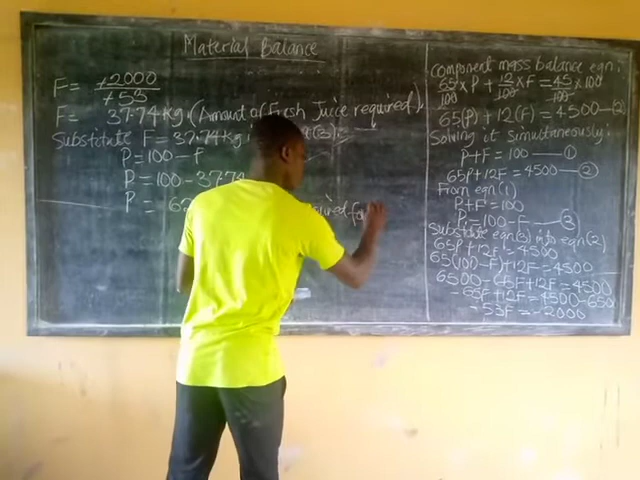 Material Balance
F = +2000
+53
F = 37.74 kg (Amount of Fresh Juice required)
Substitute F = 37.74 kg
P = 100 - F
P = 100 - 37.74
P = 62
Component mass balance eqn:
65/100 x P + 12/100 x F = 45/100 x 100
65(P) + 12(F) = 4500 — (2)
Solving it simultaneously:
P + F = 100 — (1)
65P + 12F = 4500 — (2)
From eqn (1)
P + F = 100
P = 100 - F — (3)
Substitute eqn(3) into eqn(2)
65P + 12F = 4500
65(100 - F) + 12F = 4500
6500 - 65F + 12F = 4500
- 65F + 12F = 4500 - 650
- 53F = - 2000